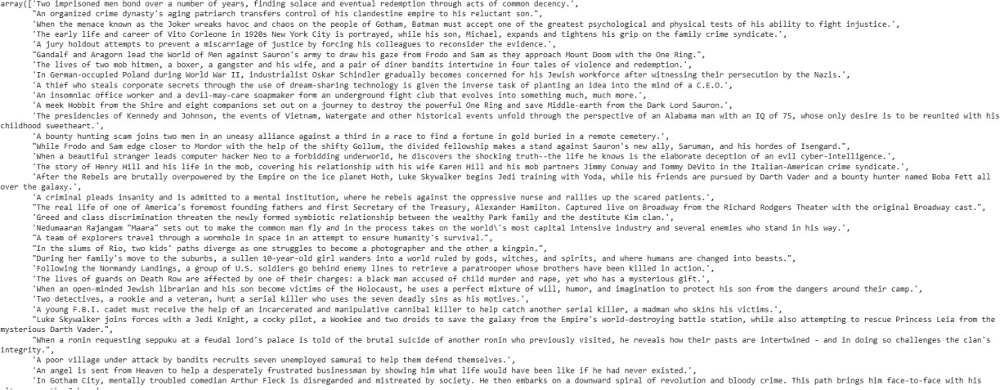 array(['Two imprisoned men bond over a number of years, finding solace and eventual redemption through acts of common decency.',
"An organized crime dynasty's aging patriarch transfers control of his clandestine empire to his reluctant son.",
'When the menace known as the Joker wreaks havoc and chaos on the people of Gotham, Batman must accept one of the greatest psychological and physical tests of his ability to fight injustice.',
'The early life and career of Vito Corleone in 1920s New York City is portrayed, while his son, Michael, expands and tightens his grip on the family crime syndicate.',
'A jury holdout attempts to prevent a miscarriage of justice by forcing his colleagues to reconsider the evidence.',
"Gandalf and Aragorn lead the World of Men against Sauron's army to draw his gaze from Frodo and Sam as they approach Mount Doom with the One Ring.",
'The lives of two mob hitmen, a boxer, a gangster and his wife, and a pair of diner bandits intertwine in four tales of violence and redemption.',
'In German-occupied Poland during World War II, industrialist Oskar Schindler gradually becomes concerned for his Jewish workforce after witnessing their persecution by the Nazis.',
'A thief who steals corporate secrets through the use of dream-sharing technology is given the inverse task of planting an idea into the mind of a C.E.O.',
'An insomniac office worker and a devil-may-care soapmaker form an underground fight club that evolves into something much, much more.',
'A meek Hobbit from the Shire and eight companions set out on a journey to destroy the powerful One Ring and save Middle-earth from the Dark Lord Sauron.',
'The presidencies of Kennedy and Johnson, the events of Vietnam, Watergate and other historical events unfold through the perspective of an Alabama man with an IQ of 75, whose only desire is to be reunited with his
childhood sweetheart.',
'A bounty hunting scam joins two men in an uneasy alliance against a third in a race to find a fortune in gold buried in a remote cemetery.',
"While Frodo and Sam edge closer to Mordor with the help of the shifty Gollum, the divided fellowship makes a stand against Sauron's new ally, Saruman, and his hordes of Isengard.",
'When a beautiful stranger leads computer hacker Neo to a forbidding underworld, he discovers the shocking truth--the life he knows is the elaborate deception of an evil cyber-intelligence.',
'The story of Henry Hill and his life in the mob, covering his relationship with his wife Karen Hill and his mob partners Jimmy Conway and Tommy DeVito in the Italian-American crime syndicate.',
'After the Rebels are brutally overpowered by the Empire on the ice planet Hoth, Luke Skywalker begins Jedi training with Yoda, while his friends are pursued by Darth Vader and a bounty hunter named Boba Fett all
over the galaxy.',
'A criminal pleads insanity and is admitted to a mental institution, where he rebels against the oppressive nurse and rallies up the scared patients.',
"The real life of one of America's foremost founding fathers and first Secretary of the Treasury, Alexander Hamilton. Captured live on Broadway from the Richard Rodgers Theater with the original Broadway cast.",
'Greed and class discrimination threaten the newly formed symbiotic relationship between the wealthy Park family and the destitute Kim clan.',
'Nedumaaran Rajangam "Maara" sets out to make the common man fly and in the process takes on the world\'s most capital intensive industry and several enemies who stand in his way.',
"A team of explorers travel through a wormhole in space in an attempt to ensure humanity's survival.",
"In the slums of Rio, two kids' paths diverge as one struggles to become a photographer and the other a kingpin.",
"During her family's move to the suburbs, a sullen 10-year-old girl wanders into a world ruled by gods, witches, and spirits, and where humans are changed into beasts.",
'Following the Normandy Landings, a group of U.S. soldiers go behind enemy lines to retrieve a paratrooper whose brothers have been killed in action.',
'The lives of guards on Death Row are affected by one of their charges: a black man accused of child murder and rape, yet who has a mysterious gift.',
'When an open-minded Jewish librarian and his son become victims of the Holocaust, he uses a perfect mixture of will, humor, and imagination to protect his son from the dangers around their camp.',
'Two detectives, a rookie and a veteran, hunt a serial killer who uses the seven deadly sins as his motives.',
'A young F.B.I. cadet must receive the help of an incarcerated and manipulative cannibal killer to help catch another serial killer, a madman who skins his victims.',
"Luke Skywalker joins forces with a Jedi Knight, a cocky pilot, a Wookiee and two droids to save the galaxy from the Empire's world-destroying battle station, while also attempting to rescue Princess Leia from the
mysterious Darth Vader.",
"When a ronin requesting seppuku at a feudal lord's palace is told of the brutal suicide of another ronin who previously visited, he reveals how their pasts are intertwined - and in doing so challenges the clan's
integrity.",
'A poor village under attack by bandits recruits seven unemployed samurai to help them defend themselves.',
'An angel is sent from Heaven to help a desperately frustrated businessman by showing him what life would have been like if he had never existed.',
'In Gotham City, mentally troubled comedian Arthur Fleck is disregarded and mistreated by society. He then embarks on a downward spiral of revolution and bloody crime. This path brings him face-to-face with his